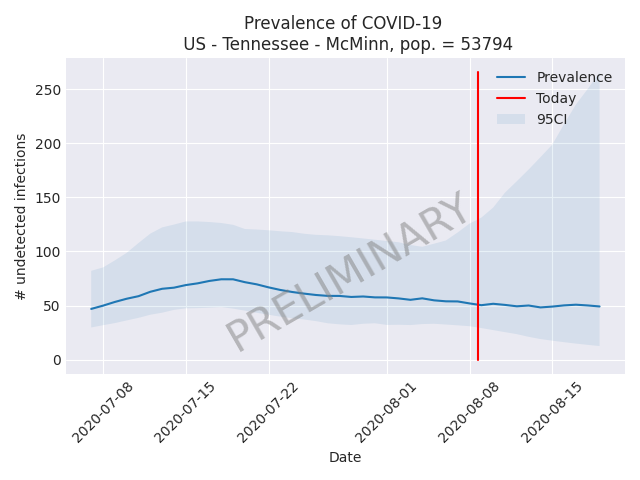 Prevalence of COVID-19
US - Tennessee - McMinn, pop. = 53794
# undetected infections
250
200
150
100
50
0
Prevalence
Today
95CI
PRELIMINARY
2020-07-08
2020-07-15
2020-07-22
2020-08-01
2020-08-08
2020-08-15
Date